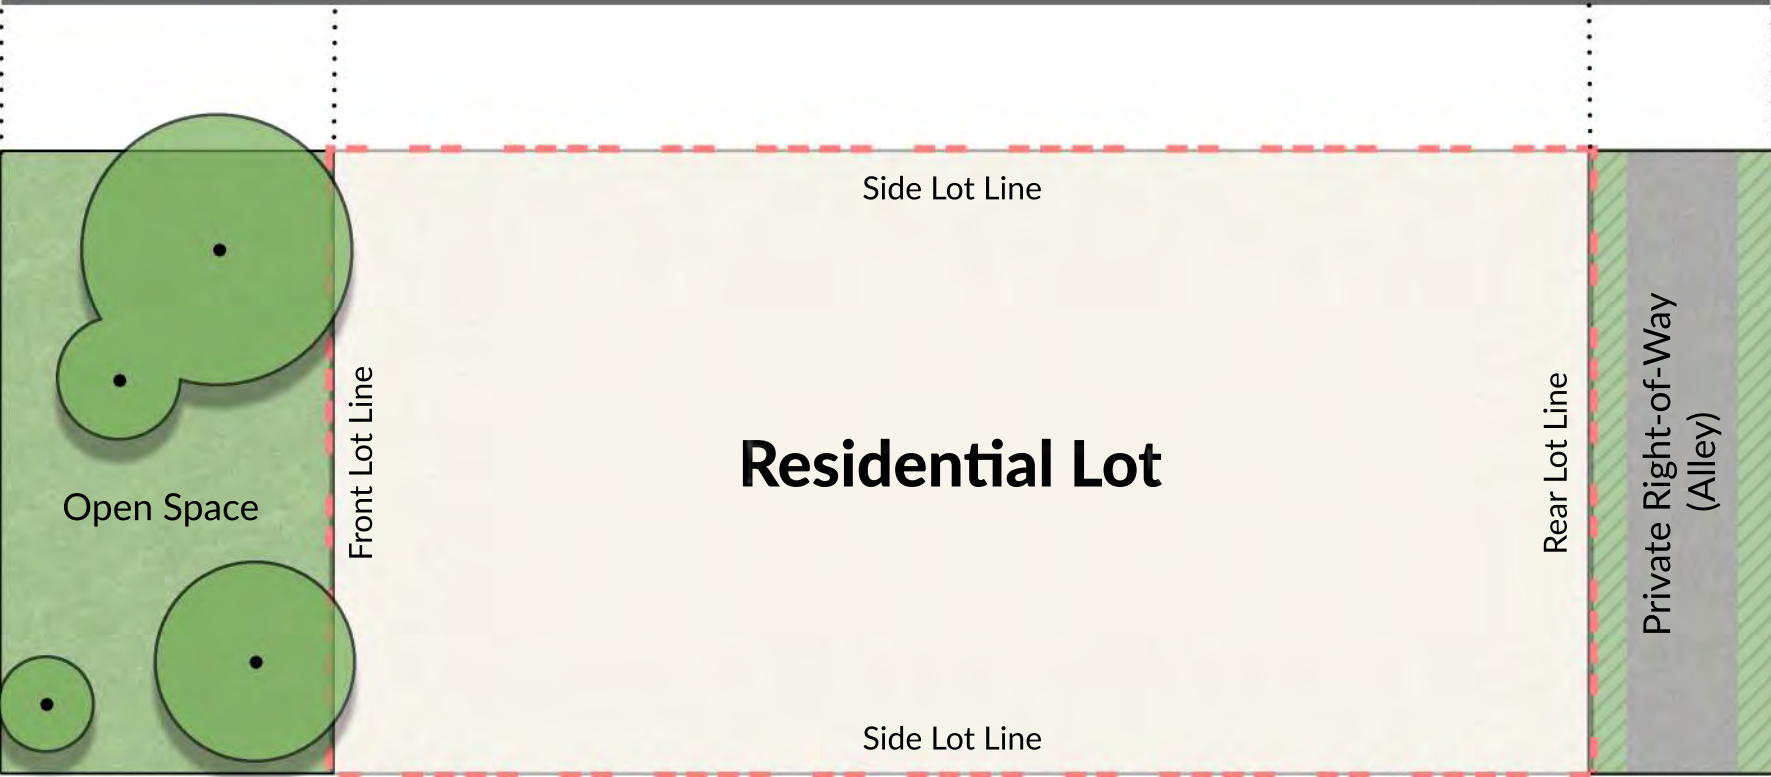 Side Lot Line
Open Space
Front Lot Line
Residential Lot
Rear Lot Line
Private Right-of-Way
(Alley)
Side Lot Line